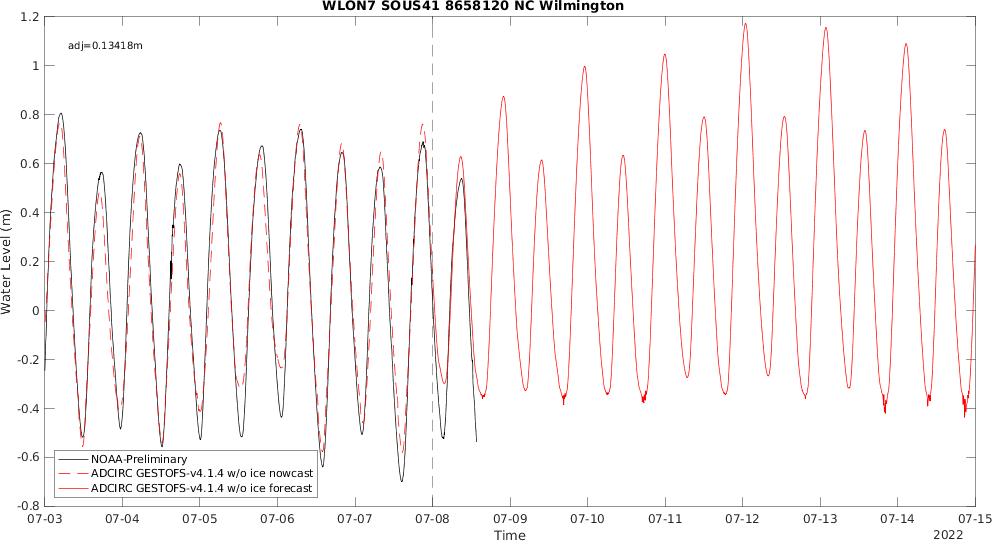 WLON7 SOUS41 8658120 NC Wilmington
adj=0.13418m
1.2
1
0.8
0.6
0.4
0.2
0
-0.2
-0.4
-0.6
-0.8
Water Level (m)
NOAA-Preliminary
ADCIRC GESTOFS-v4.1.4 w/o ice nowcast
ADCIRC GESTOFS-v4.1.4 w/o ice forecast
07-03 07-04 07-05 07-06 07-07 07-08 07-09 07-10 07-11 07-12 07-13 07-14 07-15
Time
2022